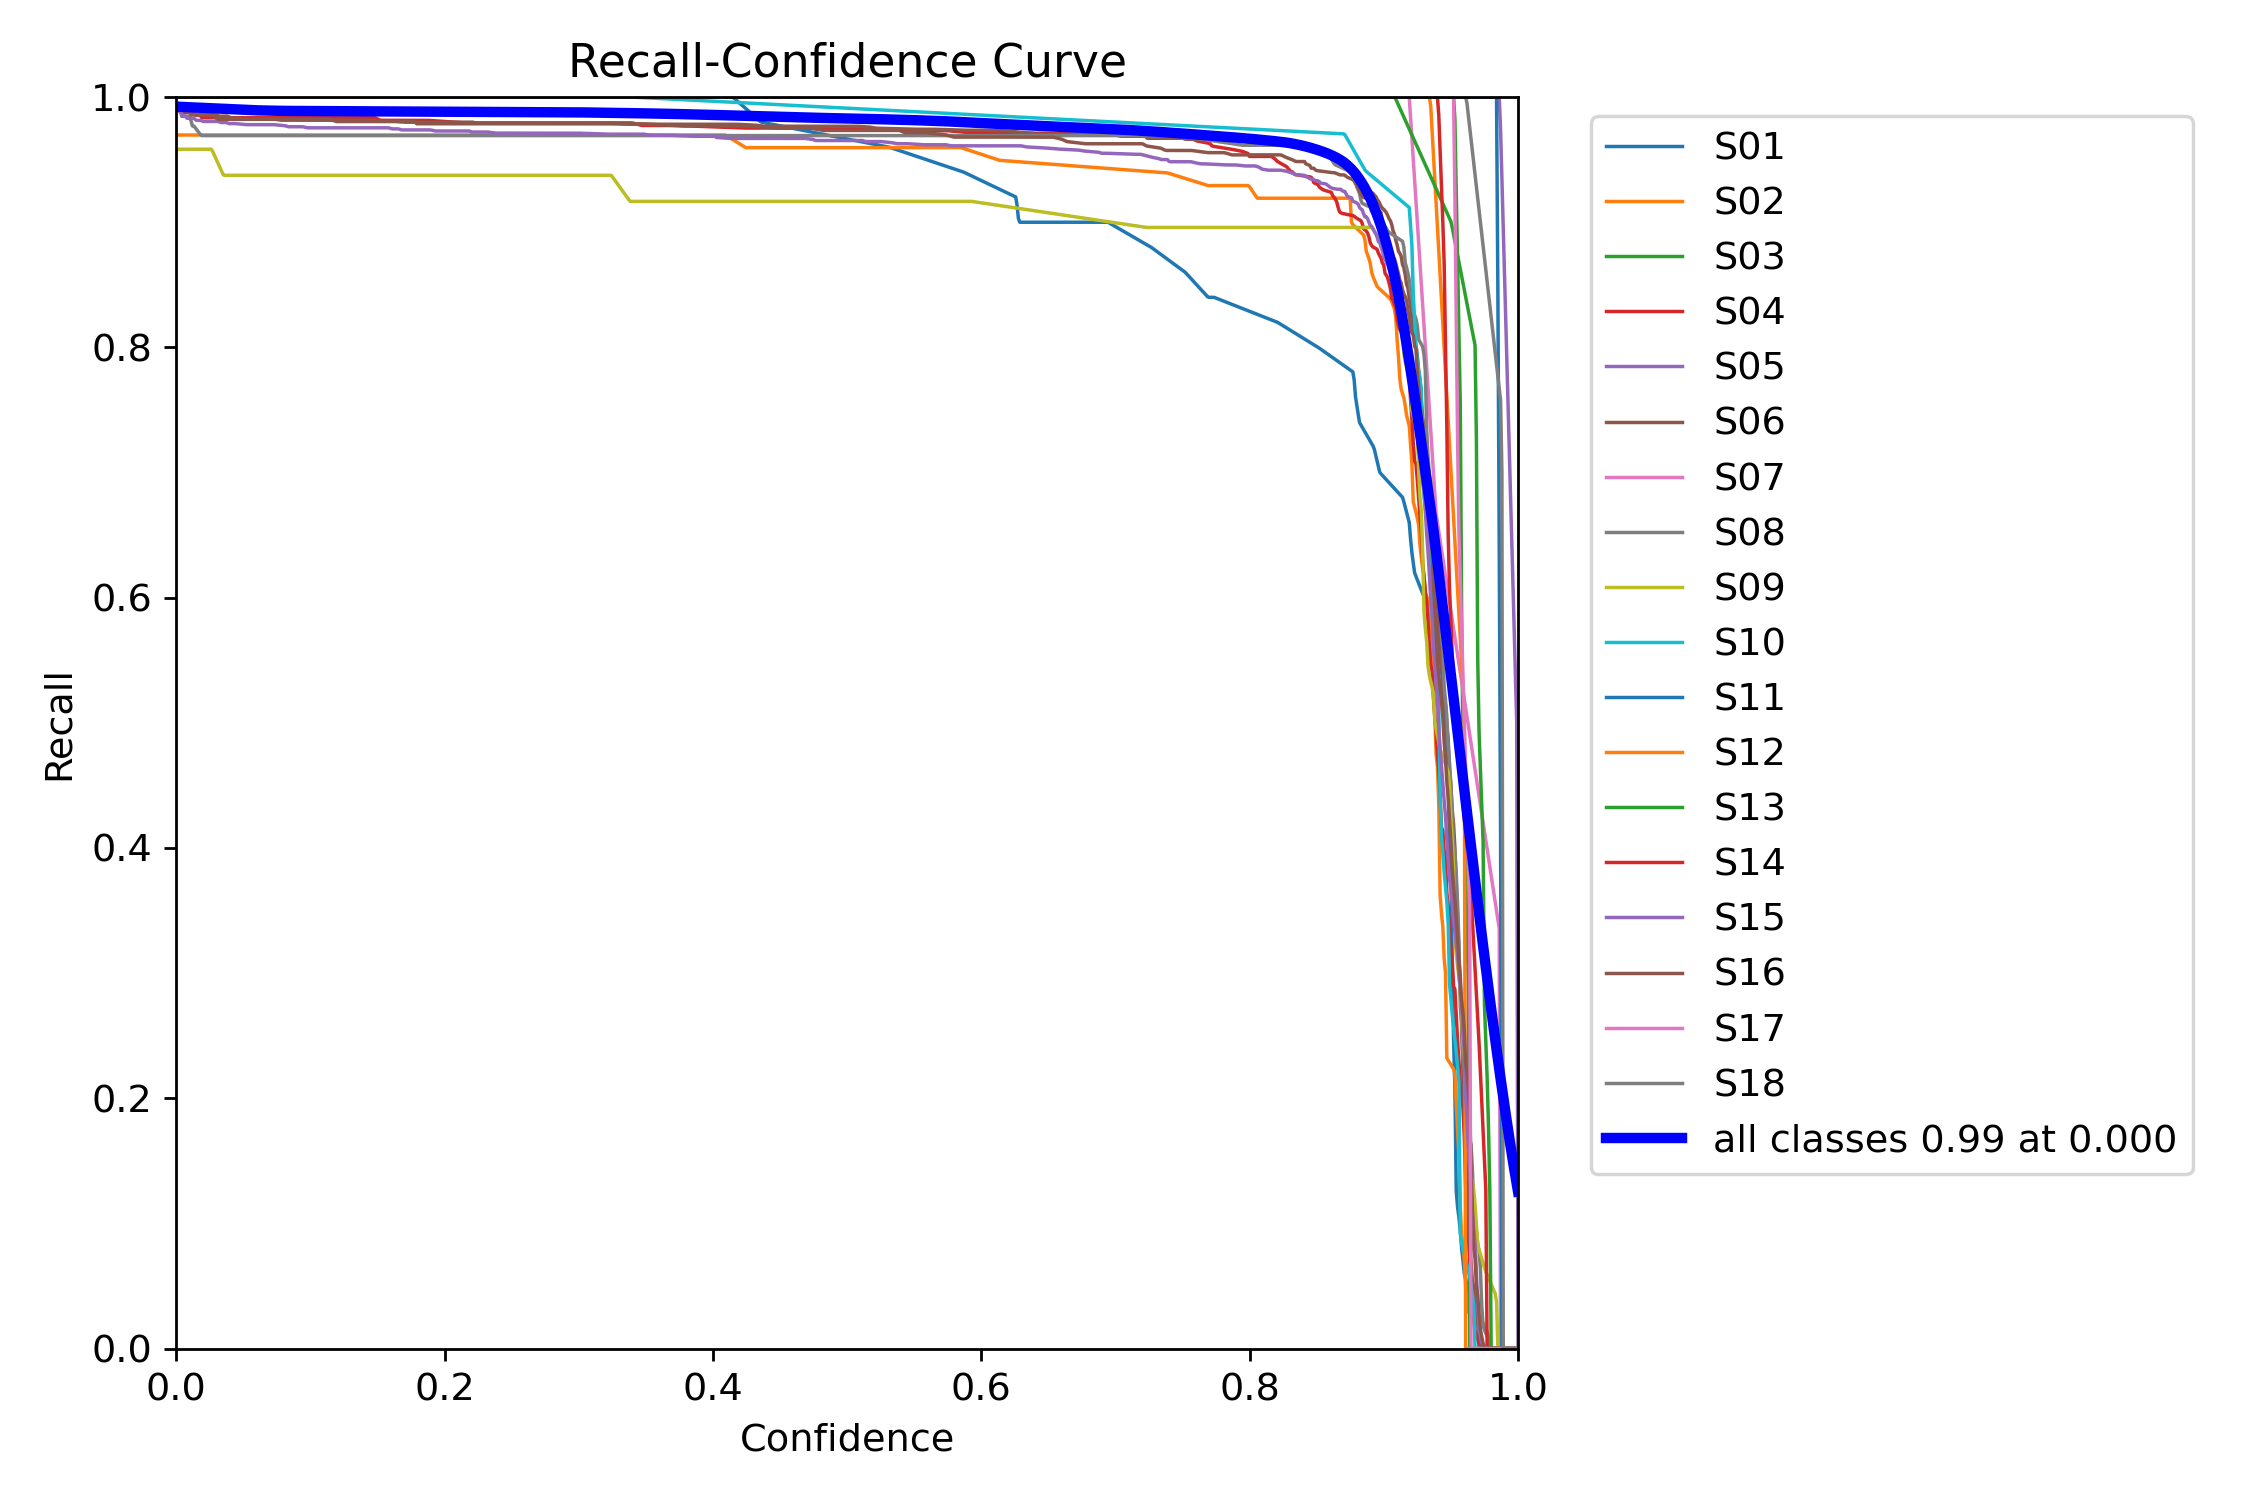 Recall-Confidence Curve
1.0
0.8
0.6
0.4
0.2
0.0
Recall
0.0 0.2 0.4 0.6 0.8 1.0
Confidence
S01
S02
S03
S04
S05
S06
S07
S08
S09
S10
S11
S12
S13
S14
S15
S16
S17
S18
all classes 0.99 at 0.000